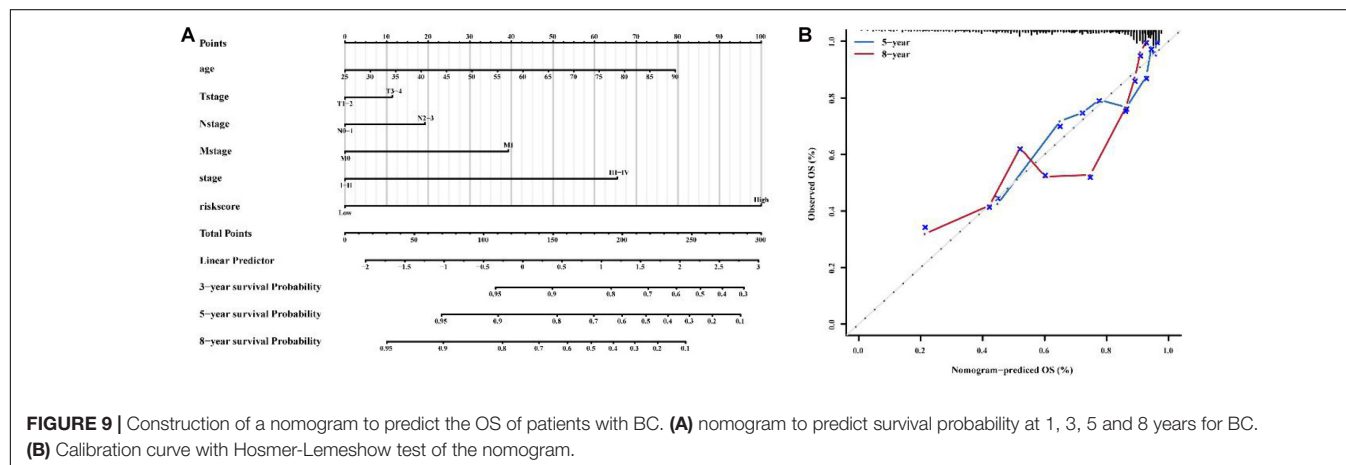 A
Points
0 10 20 30 40 50 60 70 80 90 100
age
25 30 35 40 45 50 55 60 65 70 75 80 85 90
Tstage
T3-4
T1-2
Nstage
N2-3
N0-1
Mstage
M1
M0
stage
III-IV
I-II
riskscore
High
Low
Total Points
0 50 100 150 200 250 300
Linear Predictor
-2 -1.5 -1 -0.5 0 0.5 1 1.5 2 2.5 3
3-year survival Probability
0.95 0.9 0.8 0.7 0.6 0.5 0.4 0.3
5-year survival Probability
0.95 0.9 0.8 0.7 0.6 0.5 0.4 0.3 0.2 0.1
8-year survival Probability
0.95 0.9 0.8 0.7 0.6 0.5 0.4 0.3 0.2 0.1
B
5-year
8-year
Observed OS (%)
1.0
0.8
0.6
0.4
0.2
0.0
0.0 0.2 0.4 0.6 0.8 1.0
Nomogram-prediced OS (%)
FIGURE 9 | Construction of a nomogram to predict the OS of patients with BC. (A) nomogram to predict survival probability at 1, 3, 5 and 8 years for BC.
(B) Calibration curve with Hosmer-Lemeshow test of the nomogram.